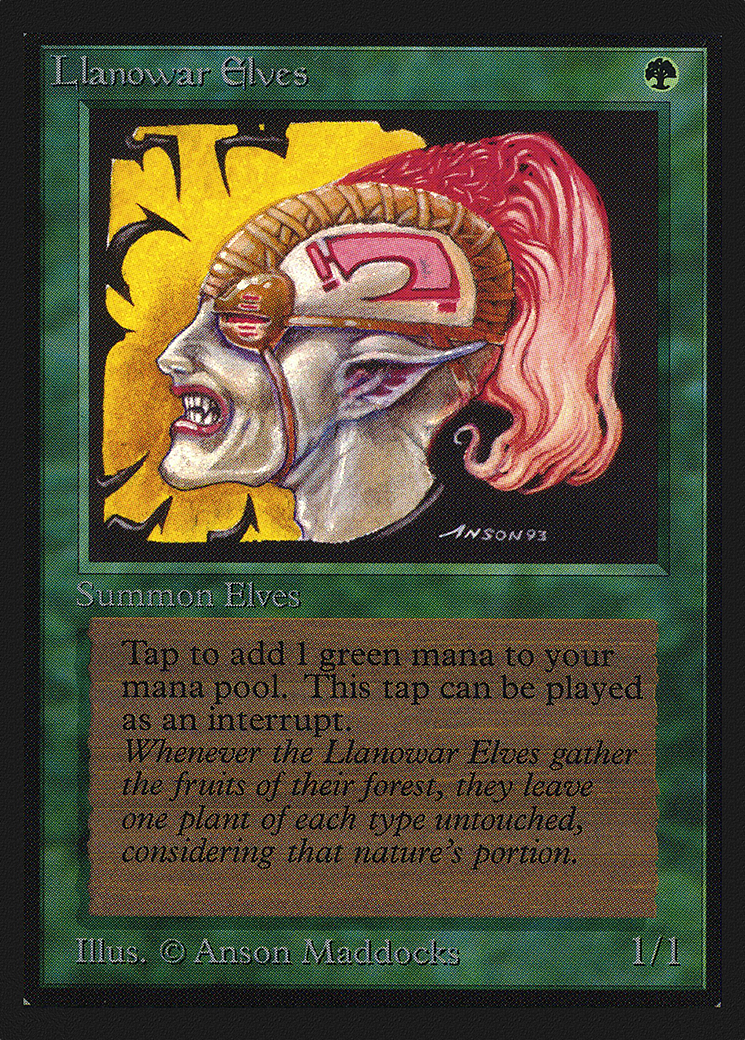 Llanowar Elves
ANSON 93
Summon Elves
Tap to add 1 green mana to your
mana pool. This tap can be played
as an interrupt.
Whenever the Llanowar Elves gather
the fruits of their forest, they leave
one plant of each type untouched,
considering that nature's portion.
Illus. © Anson Maddocks
1/1